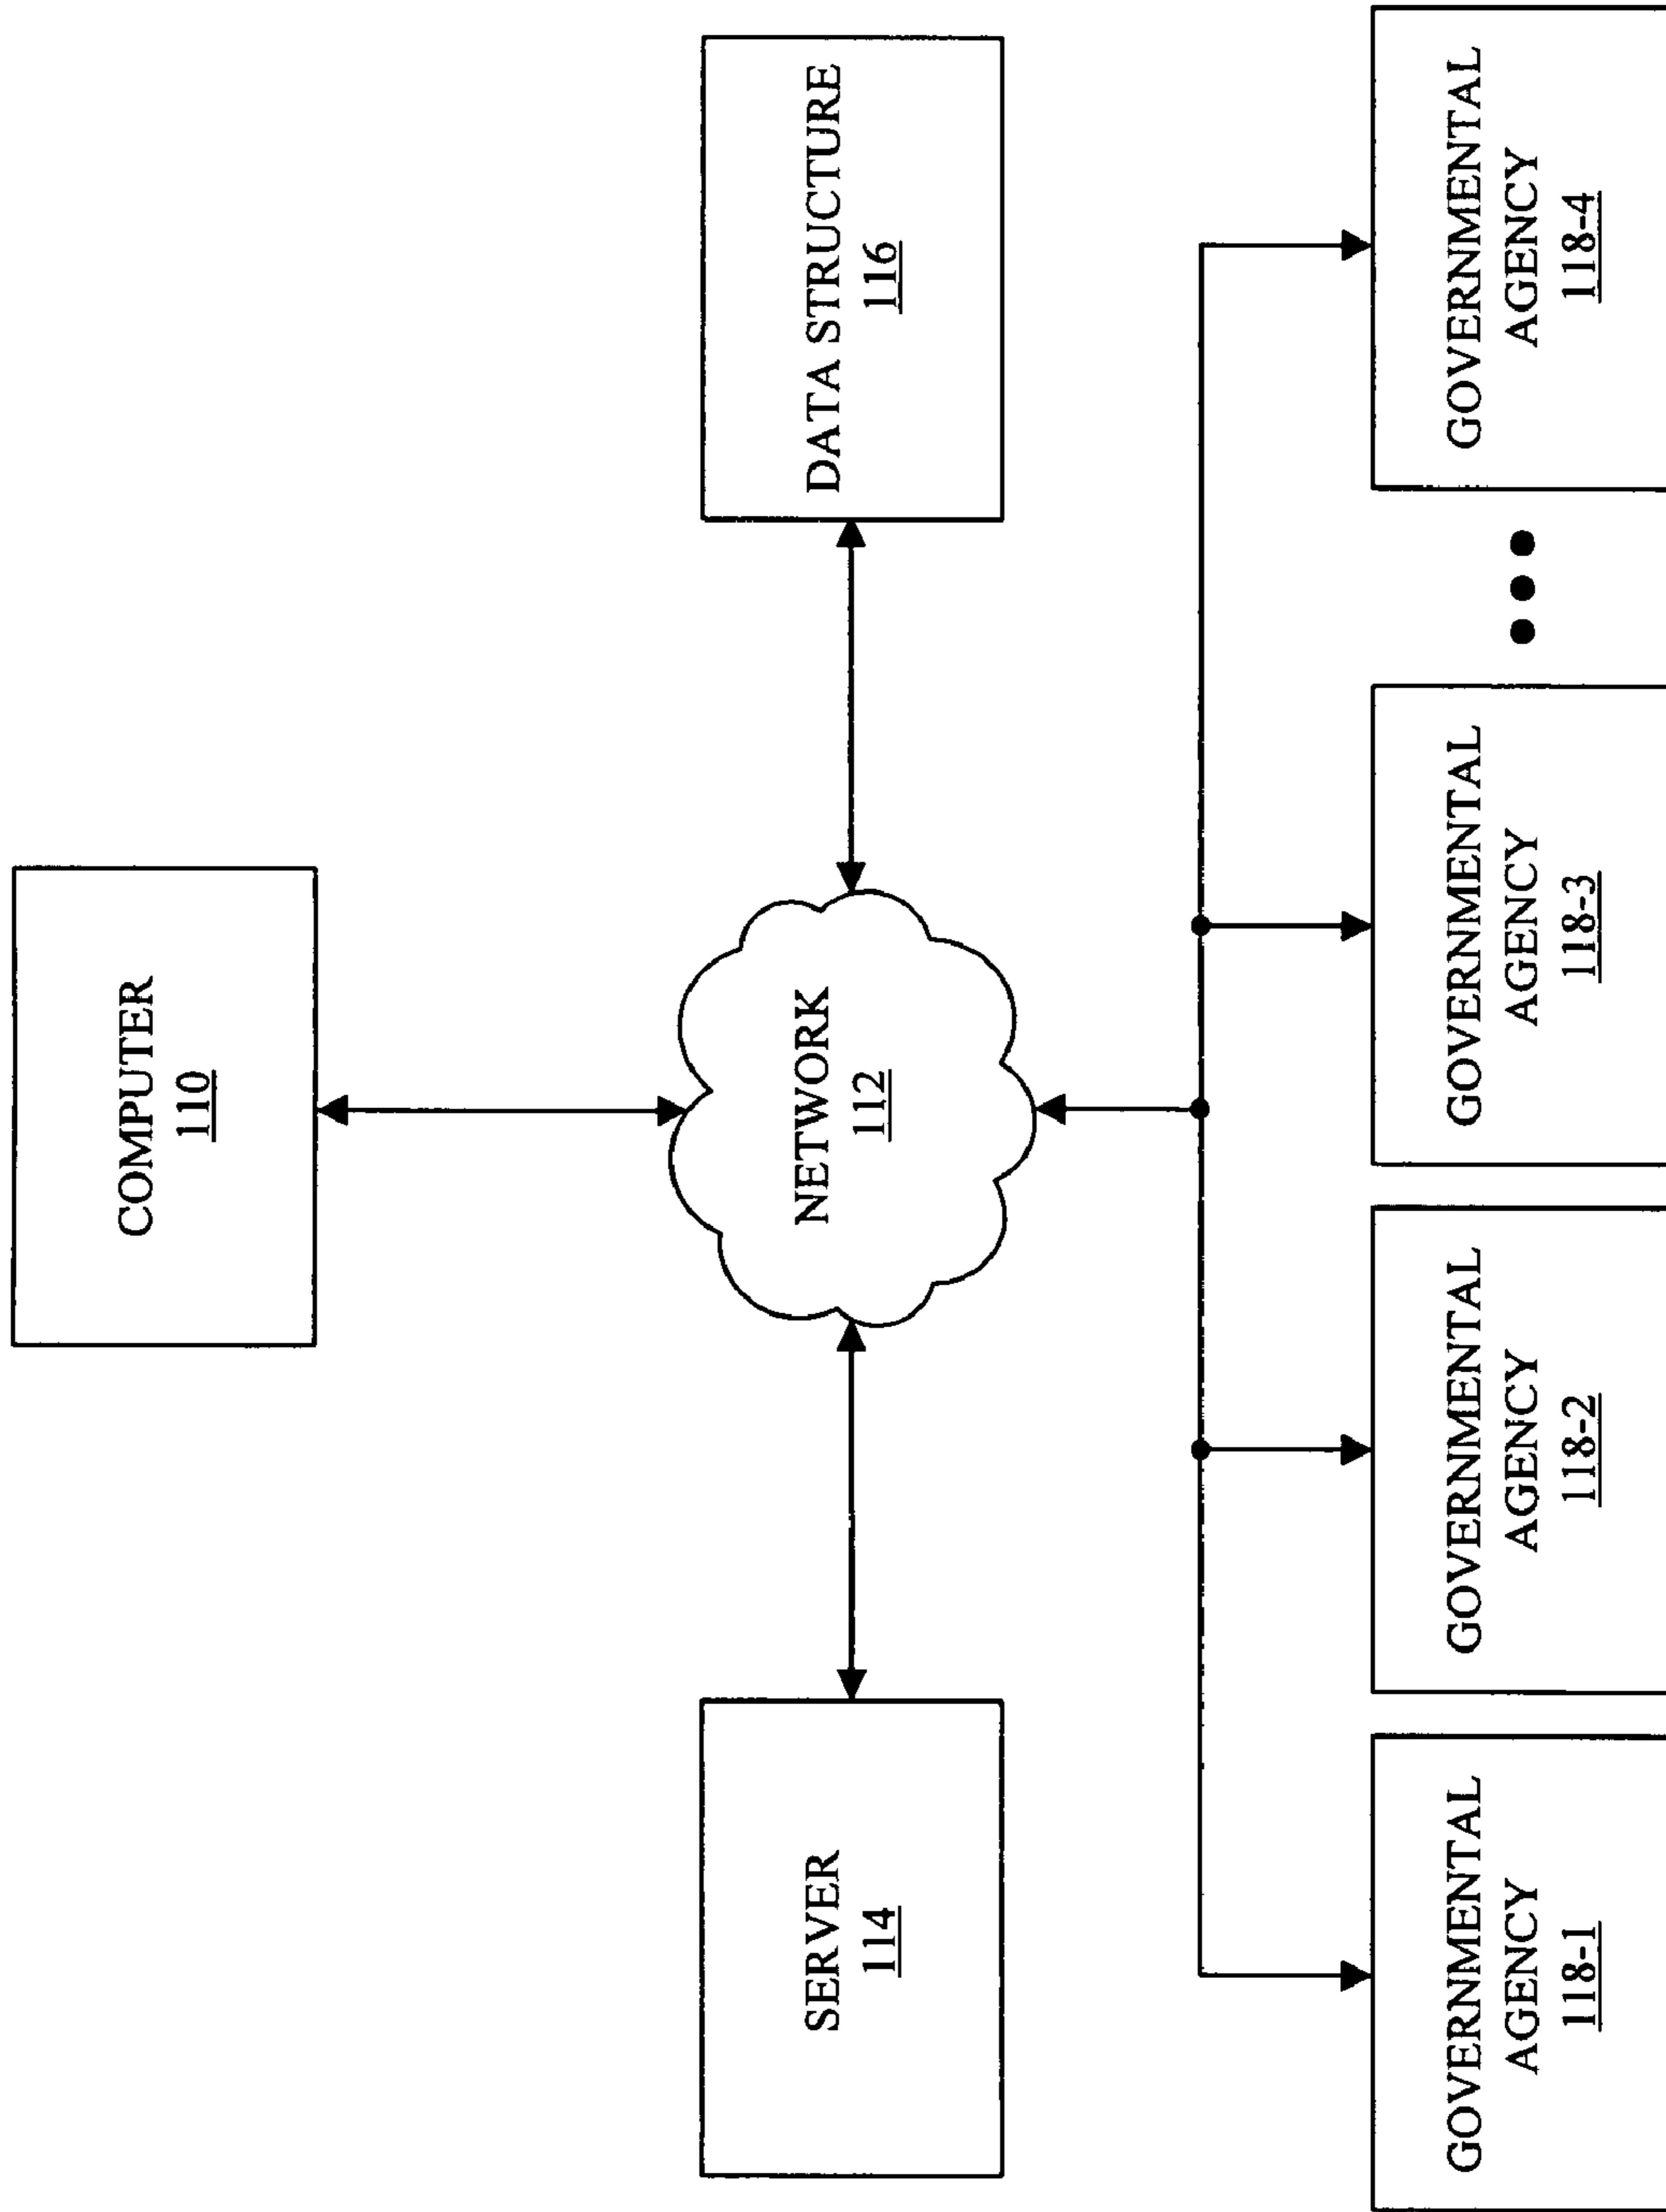 COMPUTER
110
SERVER
114
NETWORK
112
DATA STRUCTURE
116
GOVERNMENTAL
AGENCY
118-1
GOVERNMENTAL
AGENCY
118-2
GOVERNMENTAL
AGENCY
118-3
GOVERNMENTAL
AGENCY
118-4